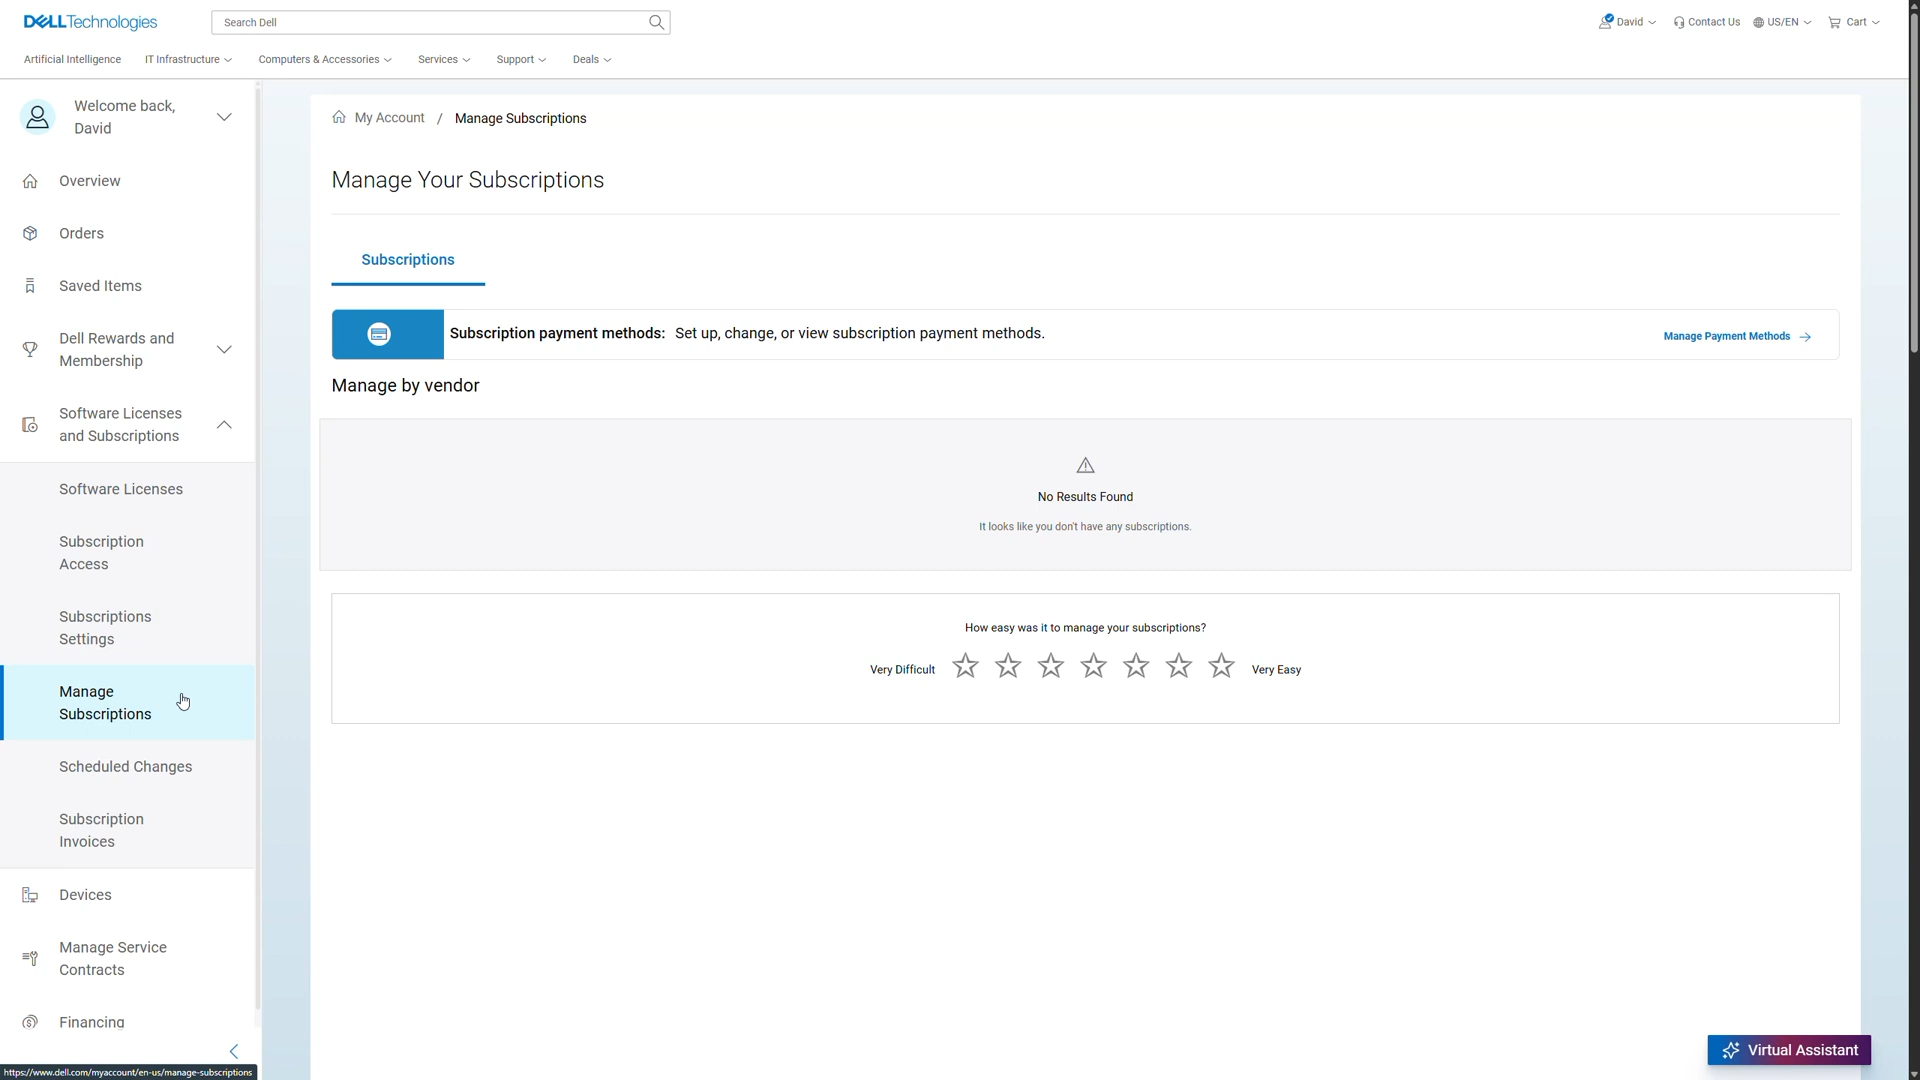 DELLTechnologies
Search Dell
David
Contact Us
US/EN
Cart
Artificial Intelligence
IT Infrastructure
Computers & Accessories
Services
Support
Deals
Welcome back,
David
Overview
Orders
Saved Items
Dell Rewards and
Membership
Software Licenses
and Subscriptions
Software Licenses
Subscription
Access
Subscriptions
Settings
Manage
Subscriptions
Scheduled Changes
Subscription
Invoices
Devices
Manage Service
Contracts
Financing
https://www.dell.com/myaccount/en-us/manage-subscriptions
My Account / Manage Subscriptions
Manage Your Subscriptions
Subscriptions
Subscription payment methods: Set up, change, or view subscription payment methods.
Manage Payment Methods
Manage by vendor
No Results Found
It looks like you don't have any subscriptions.
How easy was it to manage your subscriptions?
Very Difficult
Very Easy
Virtual Assistant